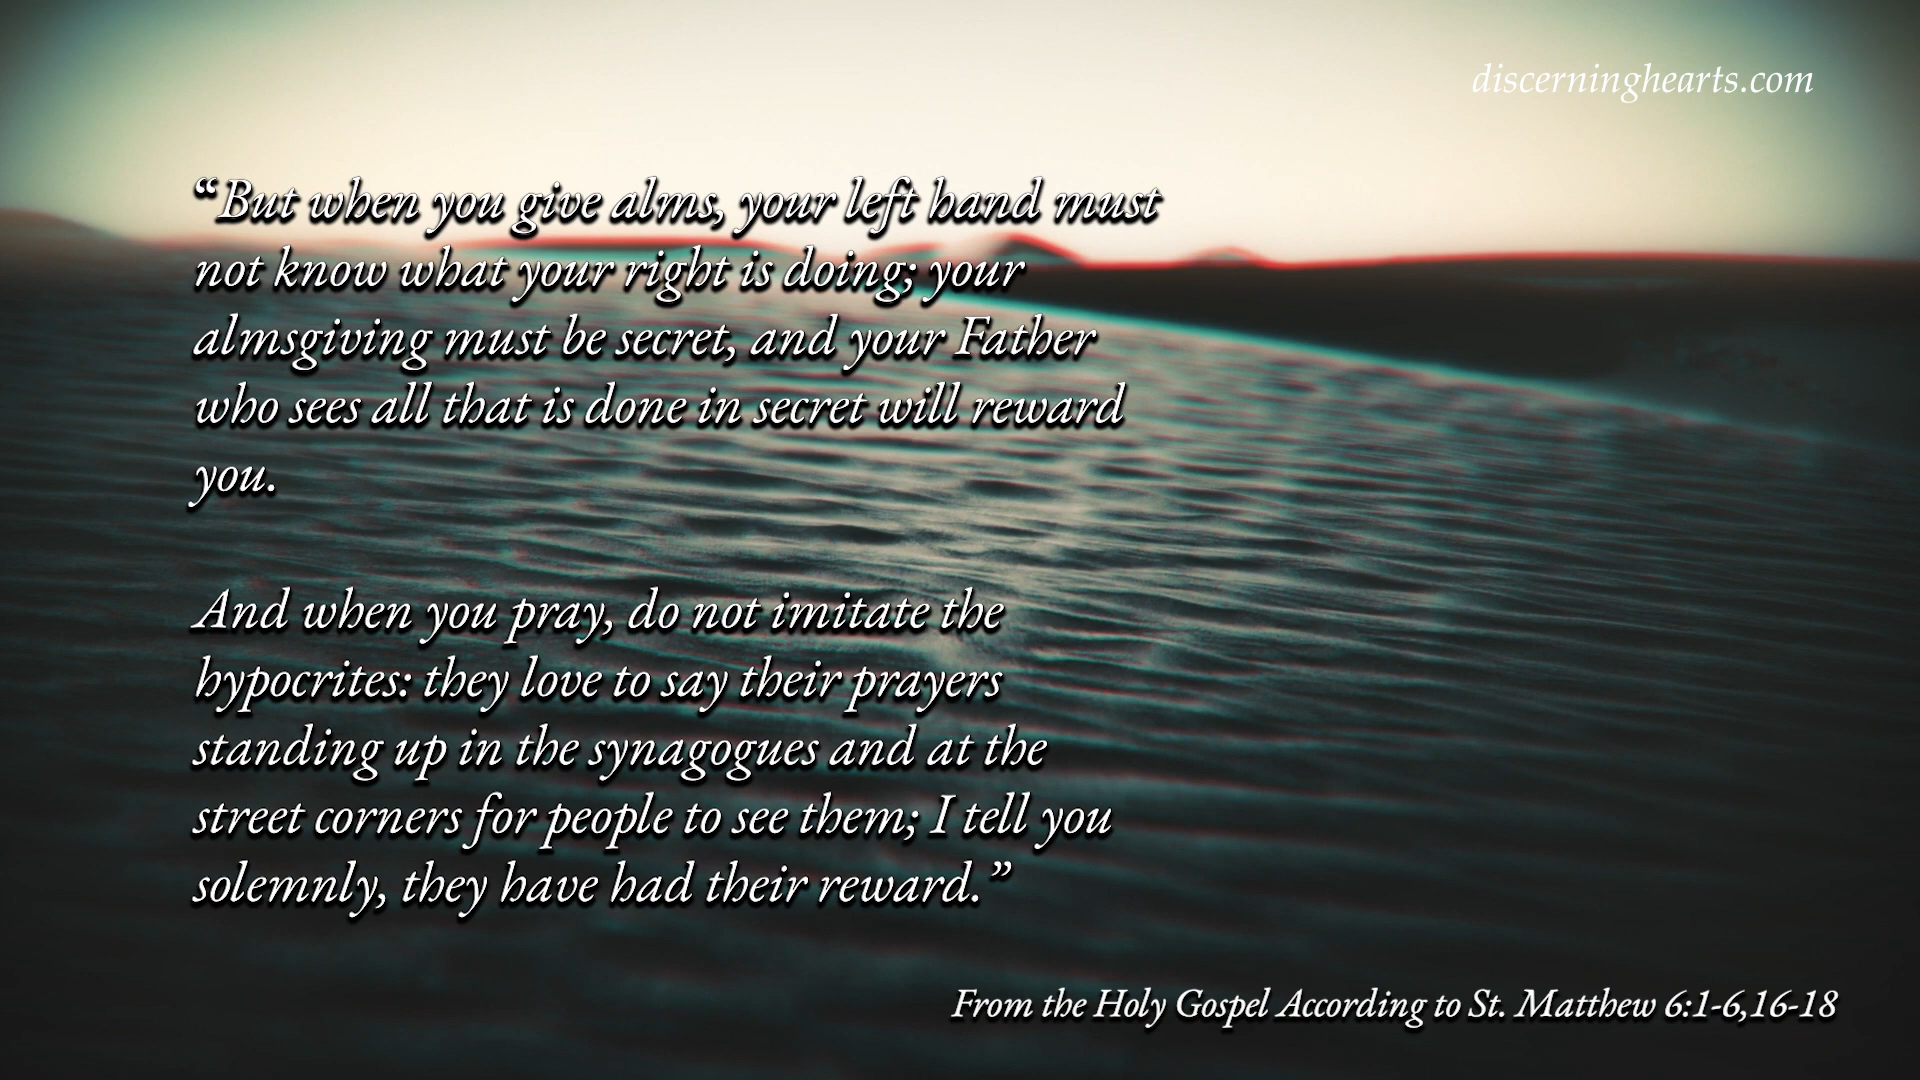 discerninghearts.com
“But when you give alms, your left hand must
not know what your right is doing; your
almsgiving must be secret, and your Father
who sees all that is done in secret will reward
you.
And when you pray, do not imitate the
hypocrites: they love to say their prayers
standing up in the synagogues and at the
street corners for people to see them; I tell you
solemnly, they have had their reward.”
From the Holy Gospel According to St. Matthew 6:1-6,16-18